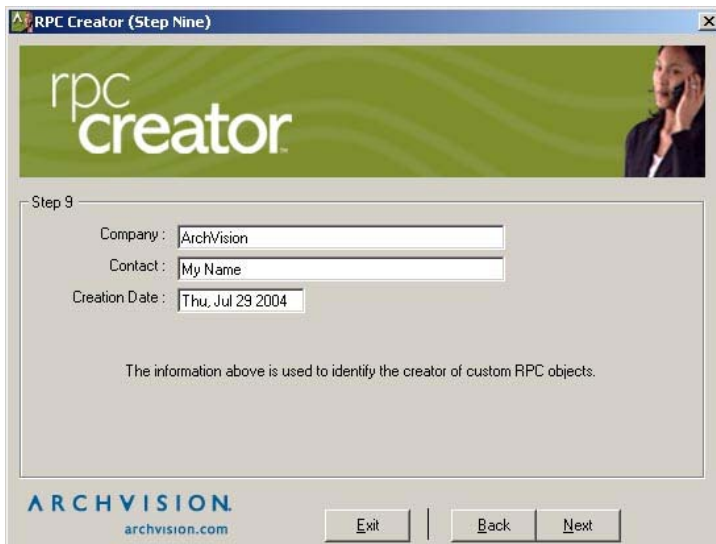 RPC Creator (Step Nine)
rpc
creator™
Step 9
Company : ArchVision
Contact : My Name
Creation Date : Thu, Jul 29 2004
The information above is used to identify the creator of custom RPC objects.
ARCHVISION.
archvision.com
Exit
Back
Next